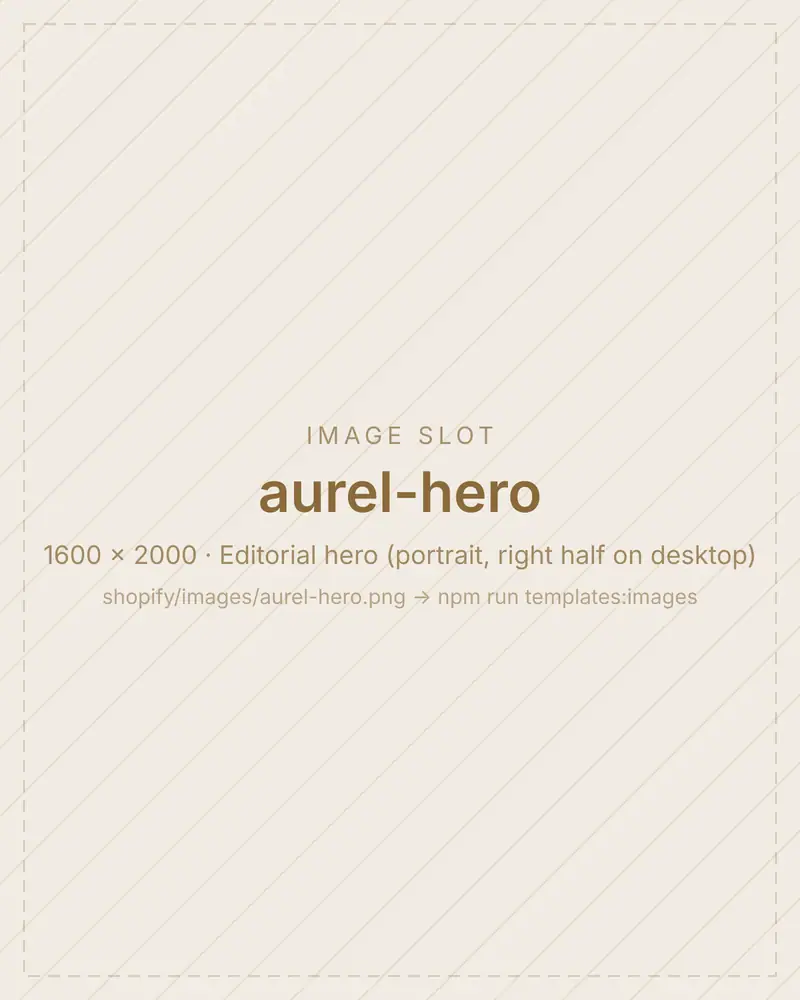 IMAGE SLOT
aurel-hero
1600 × 2000 · Editorial hero (portrait, right half on desktop)
shopify/images/aurel-hero.png → npm run templates:images